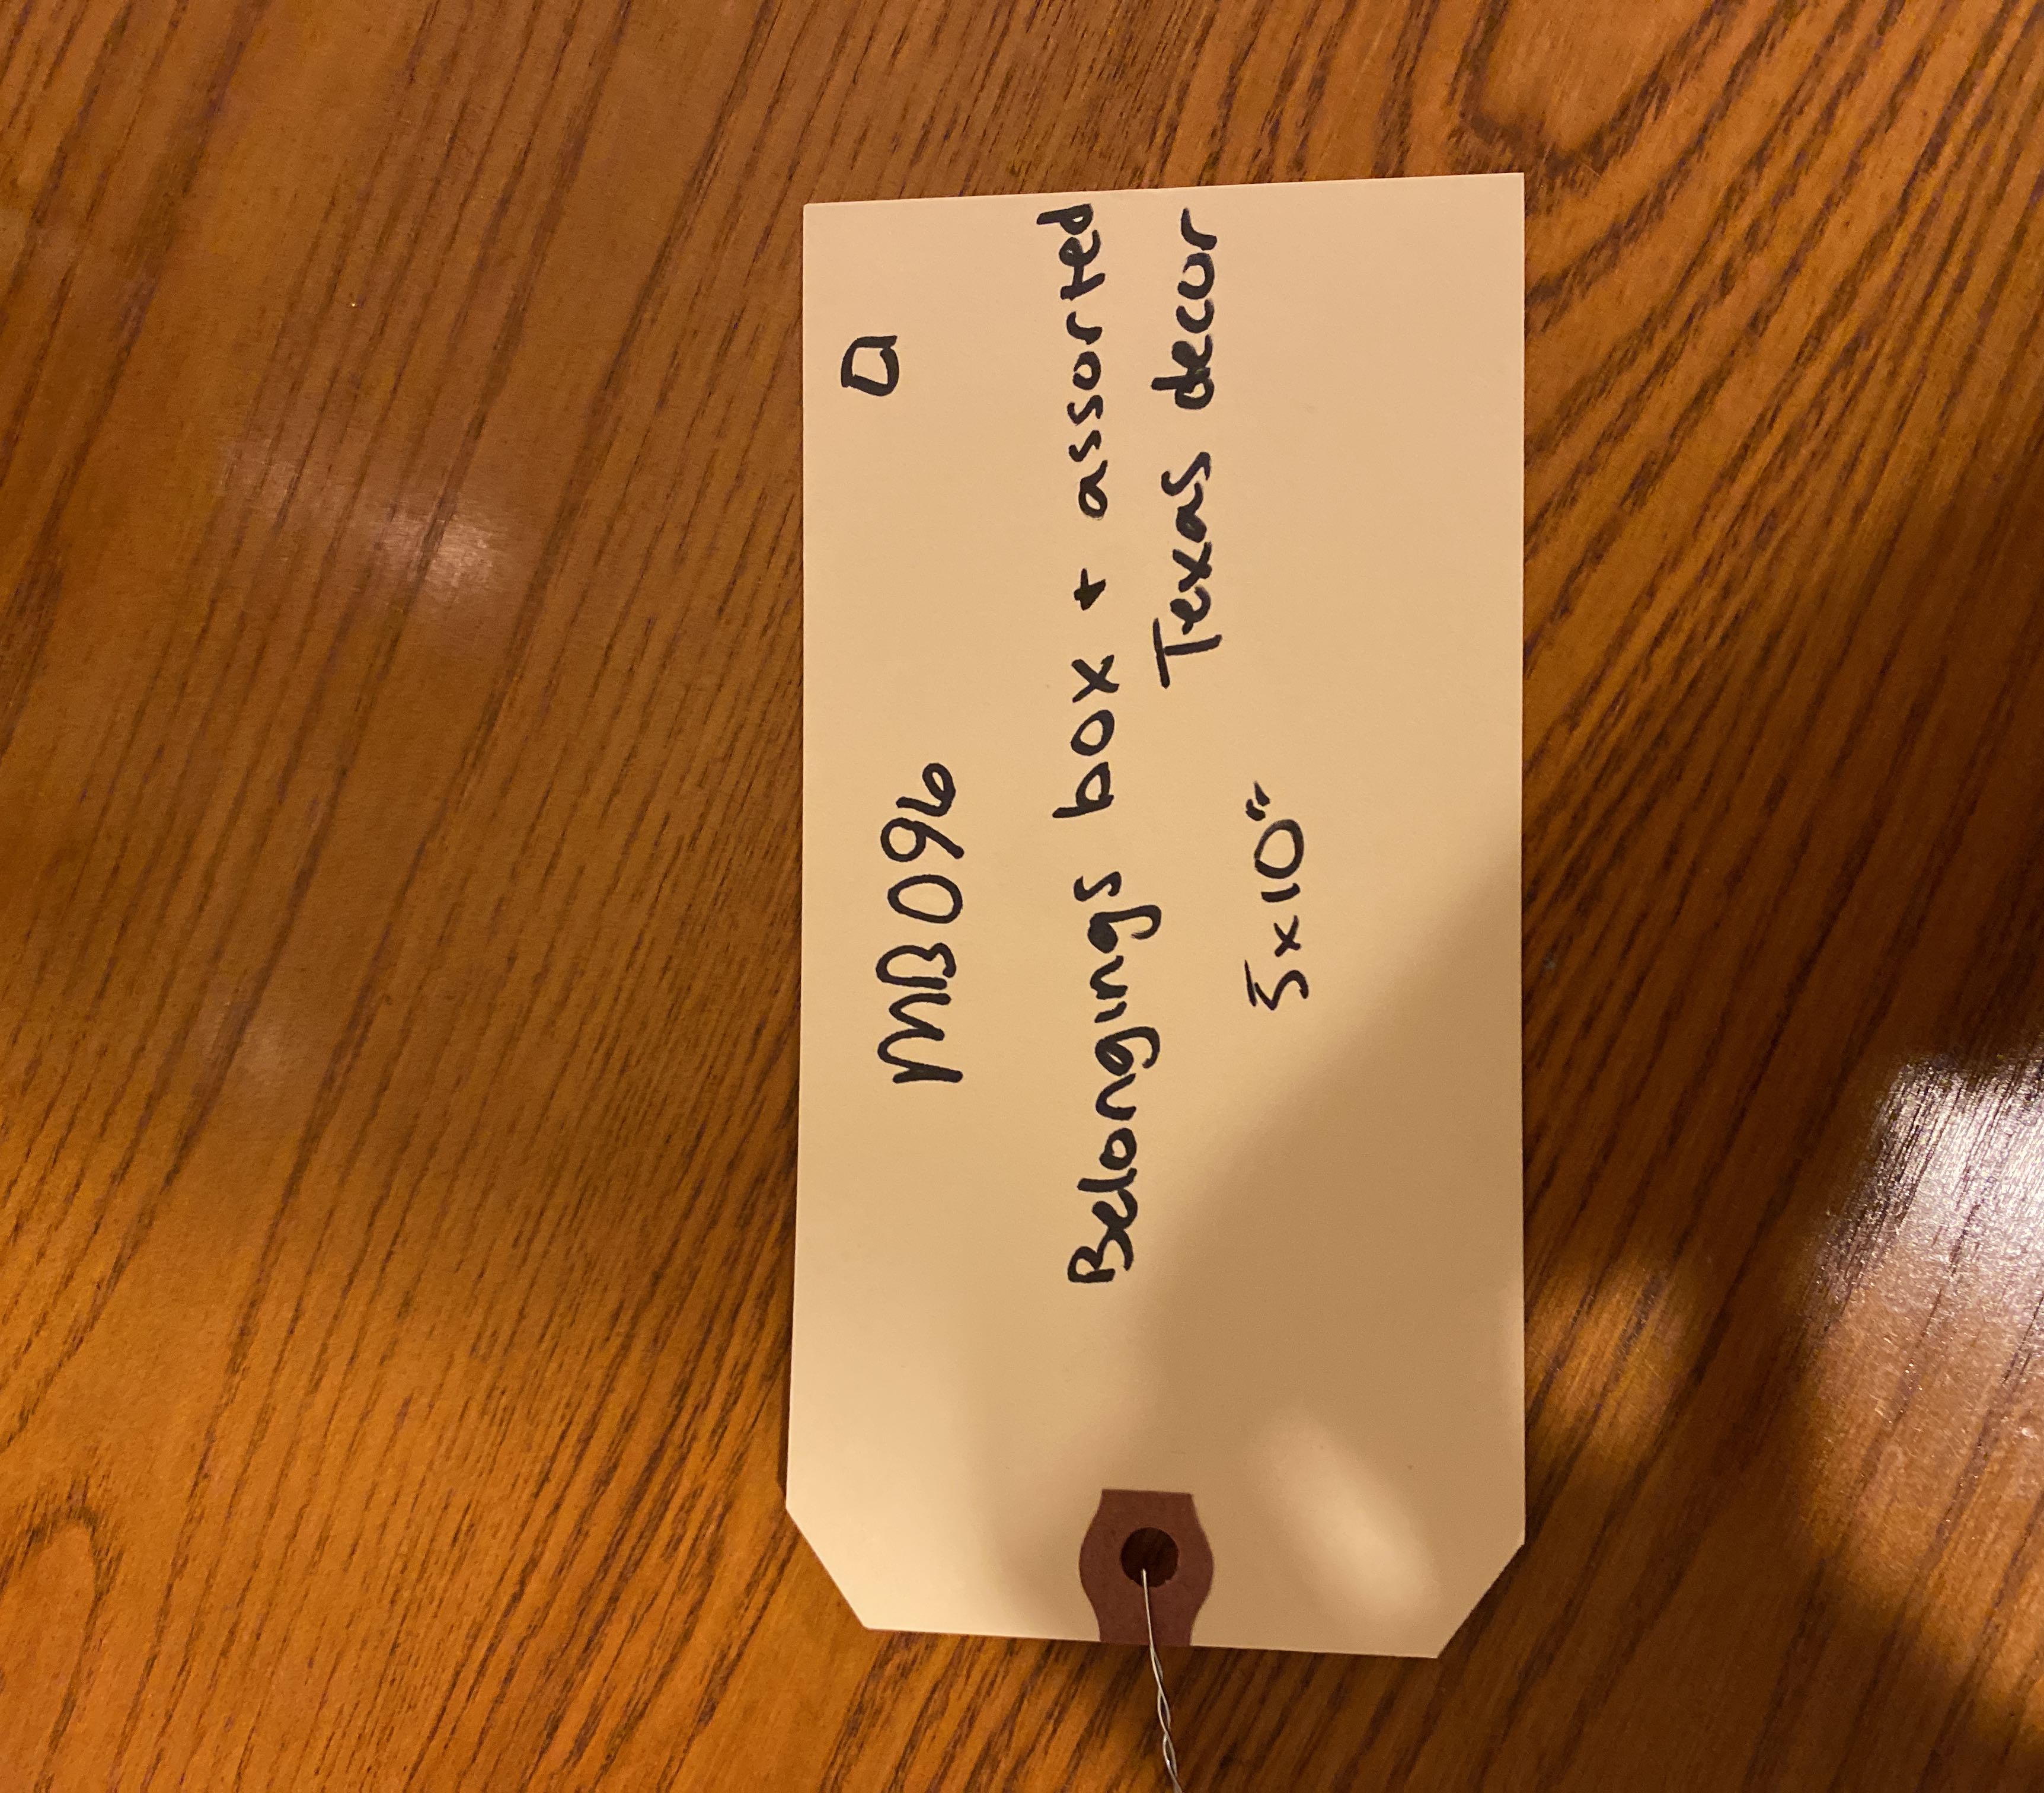 MB096
Belongings box + assorted
Texas decor
5x10"